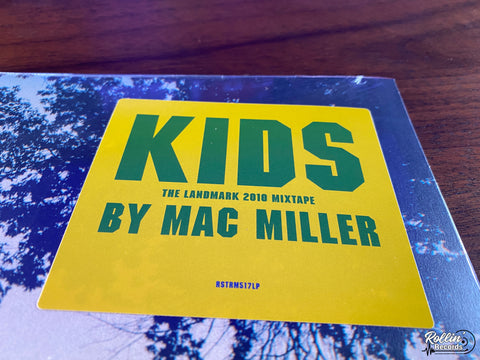 KIDS
THE LANDMARK 2010 MIXTAPE
BY MAC MILLER
RSTRMS17LP
Rollin'
Records